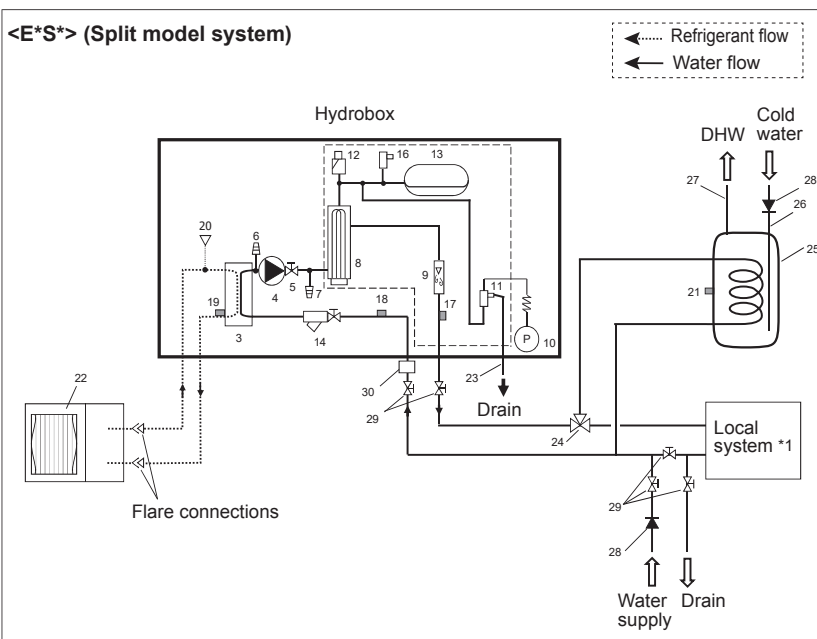 <E*S*> (Split model system)
Refrigerant flow
Water flow
Hydrobox
DHW
Cold
water
12
16
13
27
28
26
20
6
25
8
5
4
7
9
11
17
21
19
18
3
14
P
10
30
23
22
29
Drain
24
Local
system *1
Flare connections
29
28
Water
supply
Drain